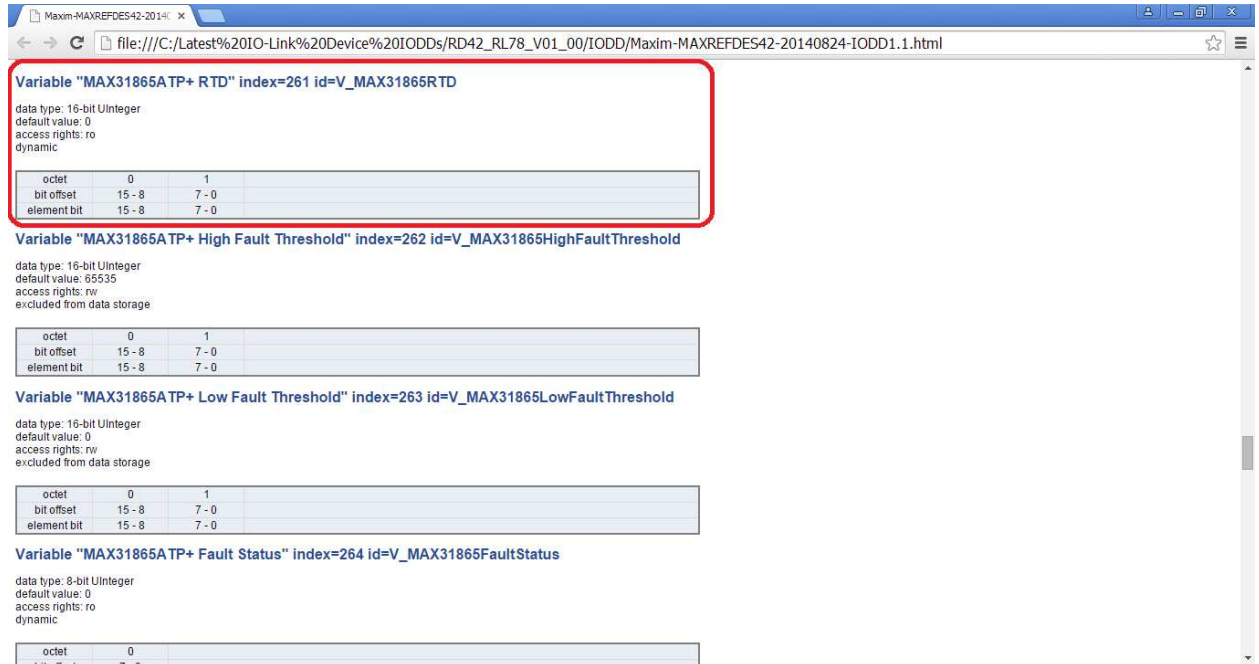 Maxim-MAXREFDES42-2014
file:///C:/Latest%20IO-Link%20Device%20IODDs/RD42_RL78_V01_00/IODD/Maxim-MAXREFDES42-20140824-IODD1.1.html
Variable "MAX31865ATP+ RTD" index=261 id=V_MAX31865RTD
data type: 16-bit UInteger
default value: 0
access rights: ro
dynamic
octet 0 1
bit offset 15 - 8 7 - 0
element bit 15 - 8 7 - 0
Variable "MAX31865ATP+ High Fault Threshold" index=262 id=V_MAX31865HighFaultThreshold
data type: 16-bit UInteger
default value: 65535
access rights: rw
excluded from data storage
octet 0 1
bit offset 15 - 8 7 - 0
element bit 15 - 8 7 - 0
Variable "MAX31865ATP+ Low Fault Threshold" index=263 id=V_MAX31865LowFaultThreshold
data type: 16-bit UInteger
default value: 0
access rights: rw
excluded from data storage
octet 0 1
bit offset 15 - 8 7 - 0
element bit 15 - 8 7 - 0
Variable "MAX31865ATP+ Fault Status" index=264 id=V_MAX31865FaultStatus
data type: 8-bit UInteger
default value: 0
access rights: ro
dynamic
octet 0